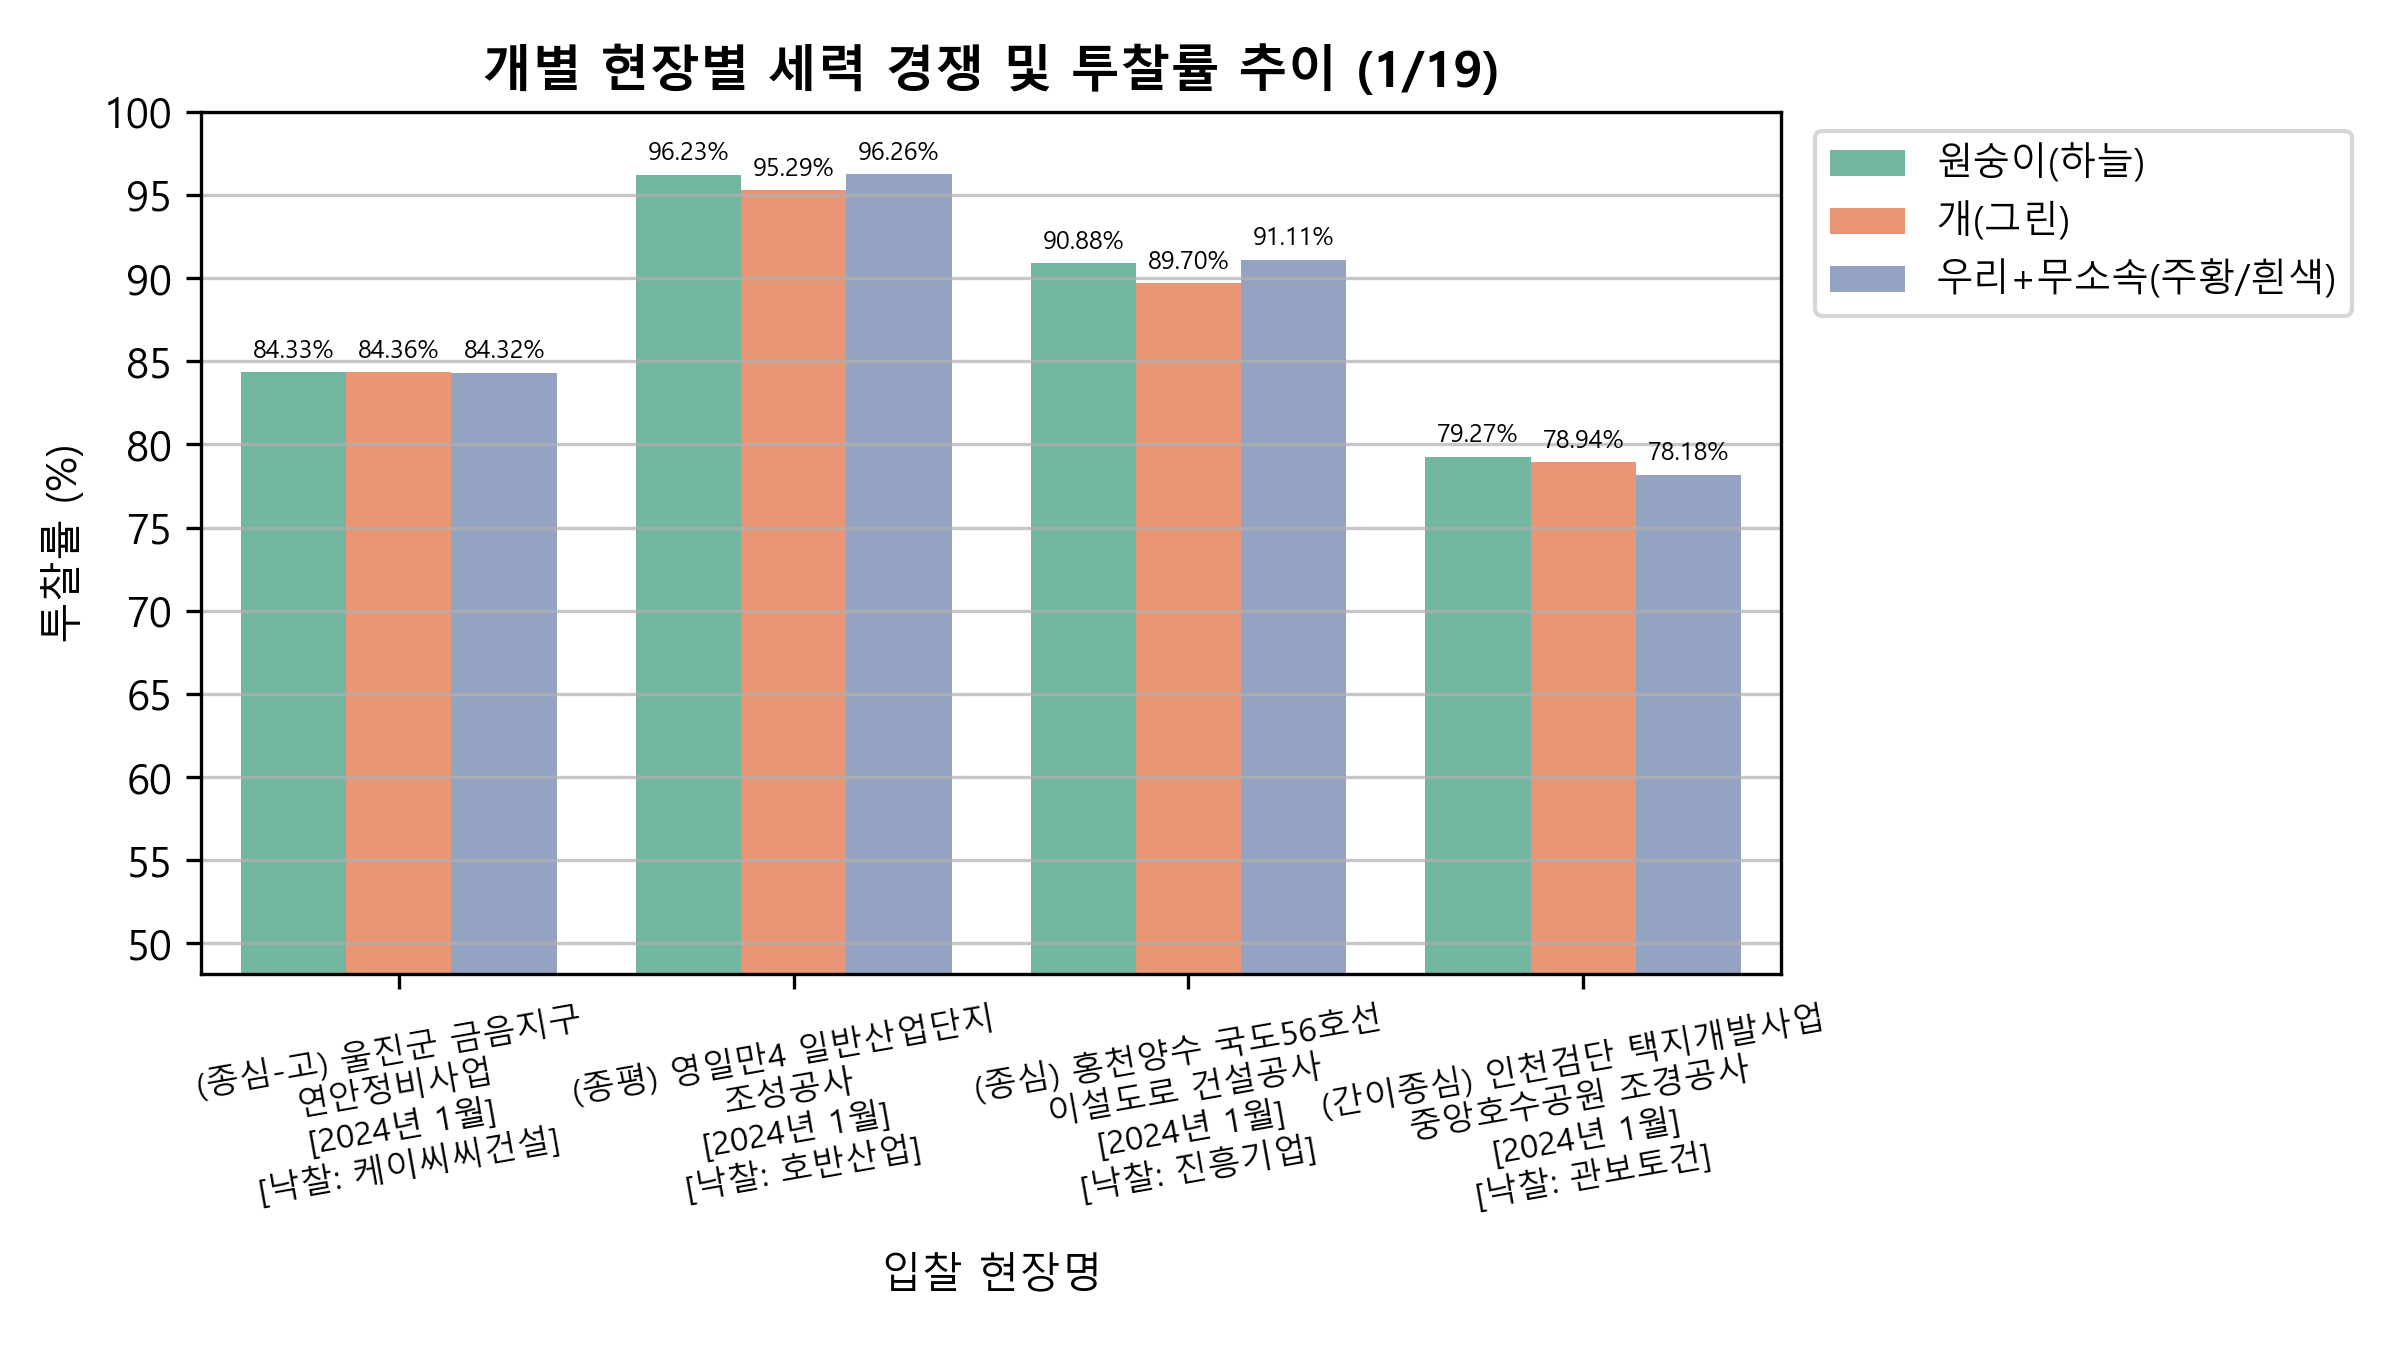 개별 현장별 세력 경쟁 및 투찰률 추이 (1/19)
원숭이(하늘)
개(그린)
우리+무소속(주황/흰색)
투찰률 (%)
100
95
90
85
80
75
70
65
60
55
50
84.33% 84.36% 84.32%
96.23% 95.29% 96.26%
90.88% 89.70% 91.11%
79.27% 78.94% 78.18%
(종심-고) 울진군 금음지구
연안정비사업
[2024년 1월]
[낙찰: 케이씨씨건설]
(종평) 영일만4 일반산업단지
조성공사
[2024년 1월]
[낙찰: 호반산업]
(종심) 홍천양수 국도56호선
이설도로 건설공사
[2024년 1월]
[낙찰: 진흥기업]
(간이종심) 인천검단 택지개발사업
중앙호수공원 조경공사
[2024년 1월]
[낙찰: 관보토건]
입찰 현장명